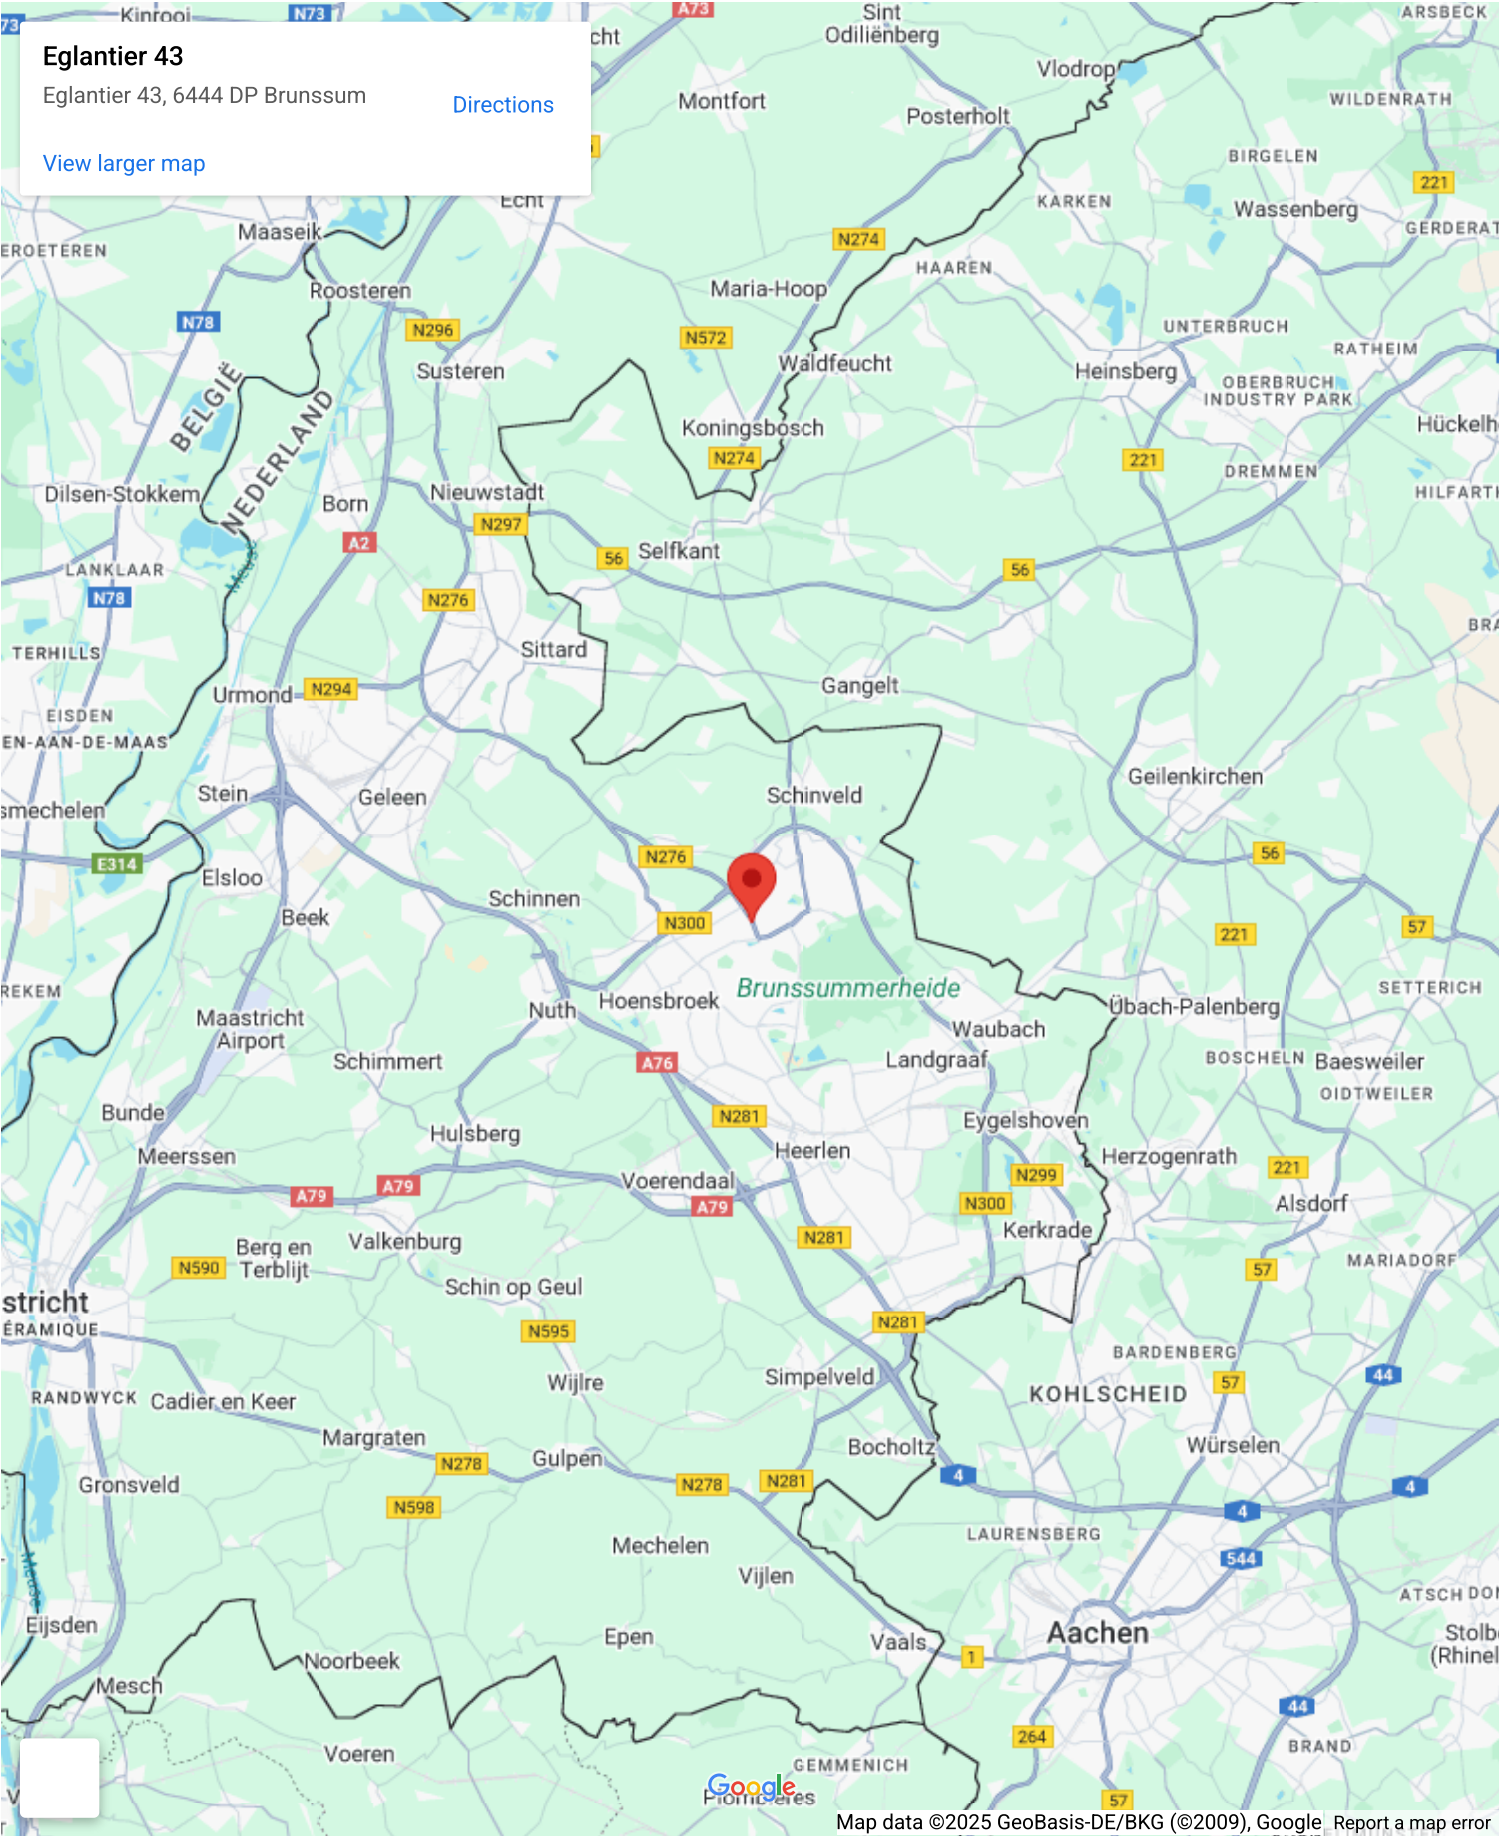 Eglantier 43
Eglantier 43, 6444 DP Brunssum
Directions
View larger map
Kinrooi
N73
73
A73
Sint
Odiliënberg
ARSBECK
Vlodrop
Montfort
Posterholt
WILDENRATH
BIRGELEN
221
Echt
KARKEN
Wassenberg
Maaseik
N274
HAAREN
Roosteren
Maria-Hoop
N78
N296
N572
UNTERBRUCH
RATHEIM
Susteren
Waldfeucht
Heinsberg
OBERBRUCH
INDUSTRY PARK
BELGIË
NEDERLAND
Koningsbosch
N274
221
DREMMEN
Dilsen-Stokkem
Born
Nieuwstadt
N297
A2
Selfkant
56
56
LANKLAAR
Meuse
N78
N276
TERHILLS
Sittard
Urmond
N294
Gangelt
EISDEN
EN-AAN-DE-MAAS
Geilenkirchen
Stein
Geleen
Schinveld
smechelen
E314
N276
56
Elsloo
Schinnen
Beek
N300
221
57
REKEM
Brunssummerheide
SETTERICH
Maastricht
Airport
Nuth
Hoensbroek
Übach-Palenberg
Waubach
Schimmert
A76
Landgraaf
BOSCHELN
Baesweiler
OIDTWEILER
Bunde
N281
Eygelshoven
Hulsberg
Heerlen
Meerssen
Herzogenrath
A79
A79
Voerendaal
A79
N299
N300
221
Alsdorf
Kerkrade
Valkenburg
N281
Berg en
Terblijt
N590
57
MARIADORF
Schin op Geul
stricht
ÉRAMIQUE
N595
N281
BARDENBERG
44
RANDWYCK
Cadier en Keer
Wijlre
Simpelveld
KOHLSCHEID
57
Margraten
Bocholtz
Würselen
N278
Gulpen
Gronsveld
N278
N281
4
4
4
N598
LAURENSBERG
Mechelen
544
Vijlen
Meuse
ATSCH
Eijsden
Epen
Vaals
Aachen
Noorbeek
1
Mesch
44
264
BRAND
Voeren
GEMMENICH
Google
Plombières
57
Map data ©2025 GeoBasis-DE/BKG (©2009), Google
Report a map error